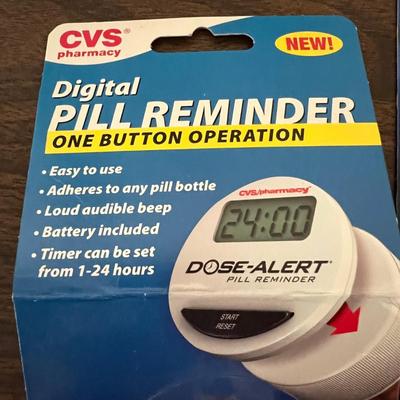 CVS®
pharmacy
NEW!
Digital
PILL REMINDER
ONE BUTTON OPERATION
• Easy to use
• Adheres to any pill bottle
• Loud audible beep
• Battery included
• Timer can be set
from 1-24 hours
CVS/pharmacy®
24:00
DOSE-ALERT®
PILL REMINDER
START
RESET